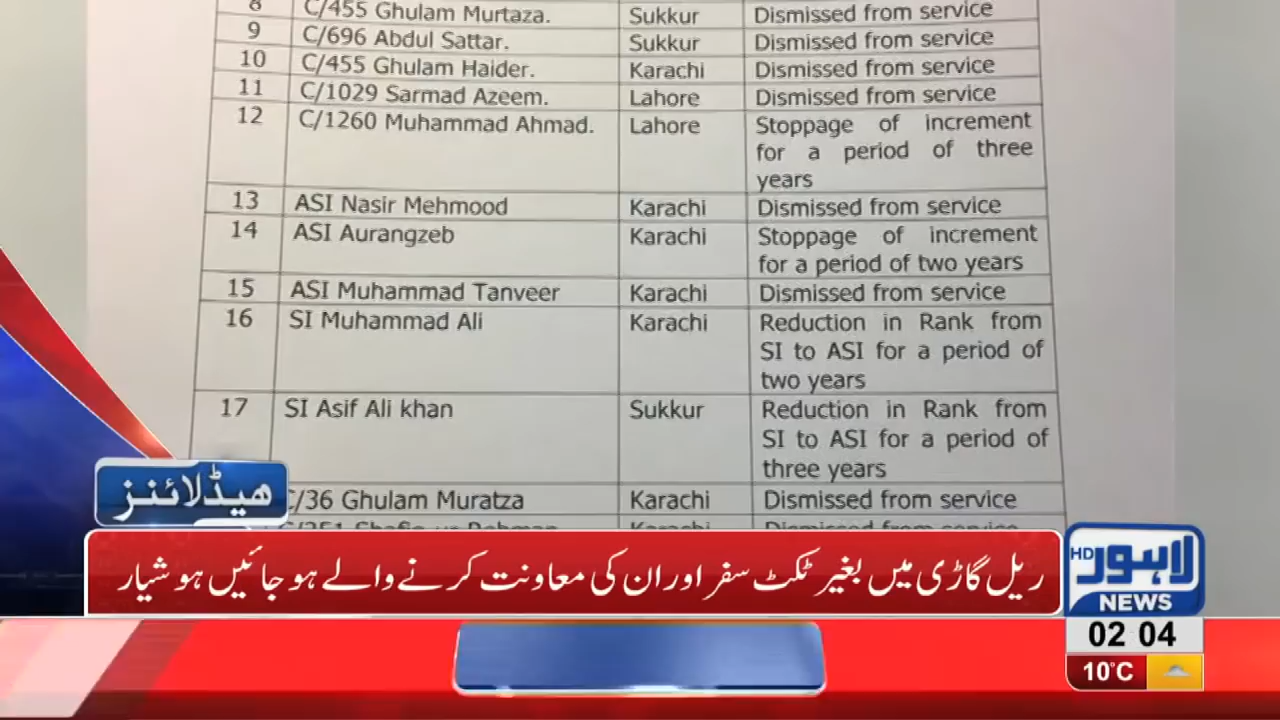 8 C/455 Ghulam Murtaza. Sukkur Dismissed from service
9 C/696 Abdul Sattar. Sukkur Dismissed from service
10 C/455 Ghulam Haider. Karachi Dismissed from service
11 C/1029 Sarmad Azeem. Lahore Dismissed from service
12 C/1260 Muhammad Ahmad. Lahore Stoppage of increment
for a period of three
years
13 ASI Nasir Mehmood Karachi Dismissed from service
14 ASI Aurangzeb Karachi Stoppage of increment
for a period of two years
15 ASI Muhammad Tanveer Karachi Dismissed from service
16 SI Muhammad Ali Karachi Reduction in Rank from
SI to ASI for a period of
two years
17 SI Asif Ali khan Sukkur Reduction in Rank from
SI to ASI for a period of
three years
C/36 Ghulam Muratza Karachi Dismissed from service
Karachi Dismissed from service
ہیڈلائنز
ریل گاڑی میں بغیر ٹکٹ سفر اور ان کی معاونت کرنے والے ہو جائیں ہوشیار
HD لاہور
NEWS
02 04
10°C